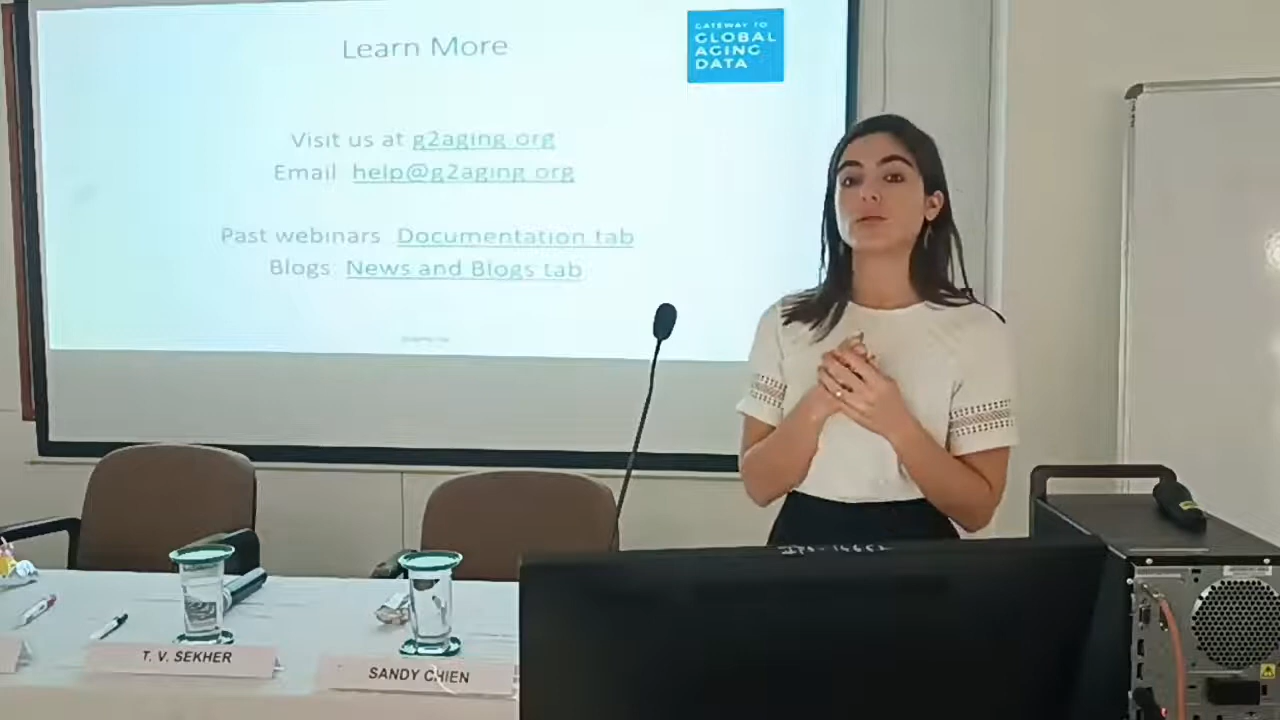 Learn More
GATEWAY TO
GLOBAL
AGING
DATA
Visit us at g2aging.org
Email help@g2aging.org
Past webinars Documentation tab
Blogs: News and Blogs tab
T. V. SEKHER
SANDY CHIEN